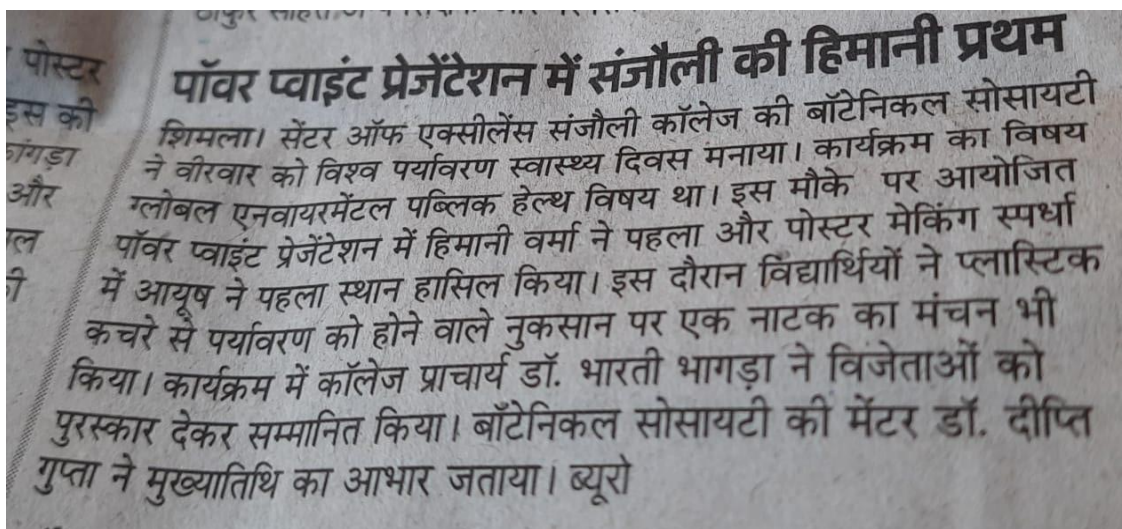 पोस्टर
इस की
कांगड़ा
और
पॉवर प्वाइंट प्रेजेंटेशन में संजौली की हिमानी प्रथम
शिमला। सेंटर ऑफ एक्सीलेंस संजौली कॉलेज की बॉटेनिकल सोसायटी
ने वीरवार को विश्व पर्यावरण स्वास्थ्य दिवस मनाया। कार्यक्रम का विषय
ग्लोबल एनवायरमेंटल पब्लिक हेल्थ विषय था। इस मौके पर आयोजित
पॉवर प्वाइंट प्रेजेंटेशन में हिमानी वर्मा ने पहला और पोस्टर मेकिंग स्पर्धा
में आयूष ने पहला स्थान हासिल किया। इस दौरान विद्यार्थियों ने प्लास्टिक
कचरे से पर्यावरण को होने वाले नुकसान पर एक नाटक का मंचन भी
किया। कार्यक्रम में कॉलेज प्राचार्य डॉ. भारती भागड़ा ने विजेताओं को
पुरस्कार देकर सम्मानित किया। बॉटेनिकल सोसायटी की मेंटर डॉ. दीप्ति
गुप्ता ने मुख्यातिथि का आभार जताया। ब्यूरो